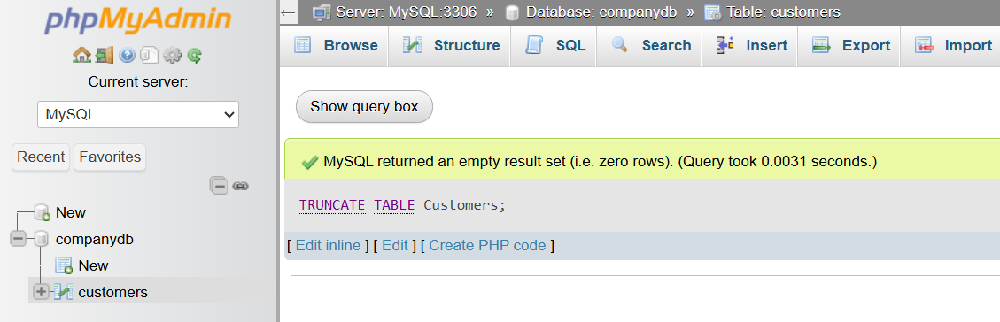 phpMyAdmin
Current server:
MySQL
Recent Favorites
New
companydb
New
customers
Server: MySQL:3306 » Database: companydb » Table: customers
Browse Structure SQL Search Insert Export Import
Show query box
MySQL returned an empty result set (i.e. zero rows). (Query took 0.0031 seconds.)
TRUNCATE TABLE Customers;
[ Edit inline ] [ Edit ] [ Create PHP code ]